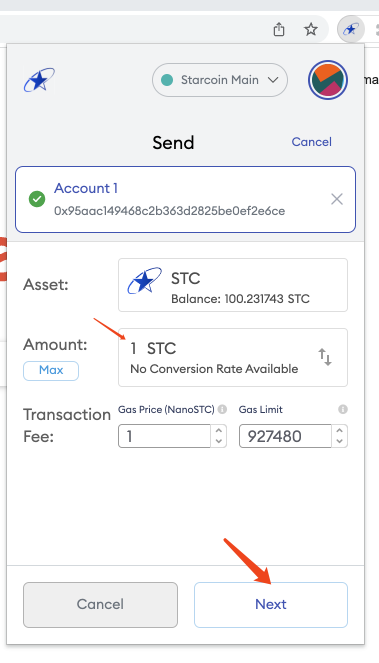 ma
Starcoin Main
Send
Cancel
Account 1
0x95aac149468c2b363d2825be0ef2e6ce
Asset:
STC
Balance: 100.231743 STC
Amount:
Max
1 STC
No Conversion Rate Available
Transaction
Fee:
Gas Price (NanoSTC)
1
Gas Limit
927480
Cancel
Next